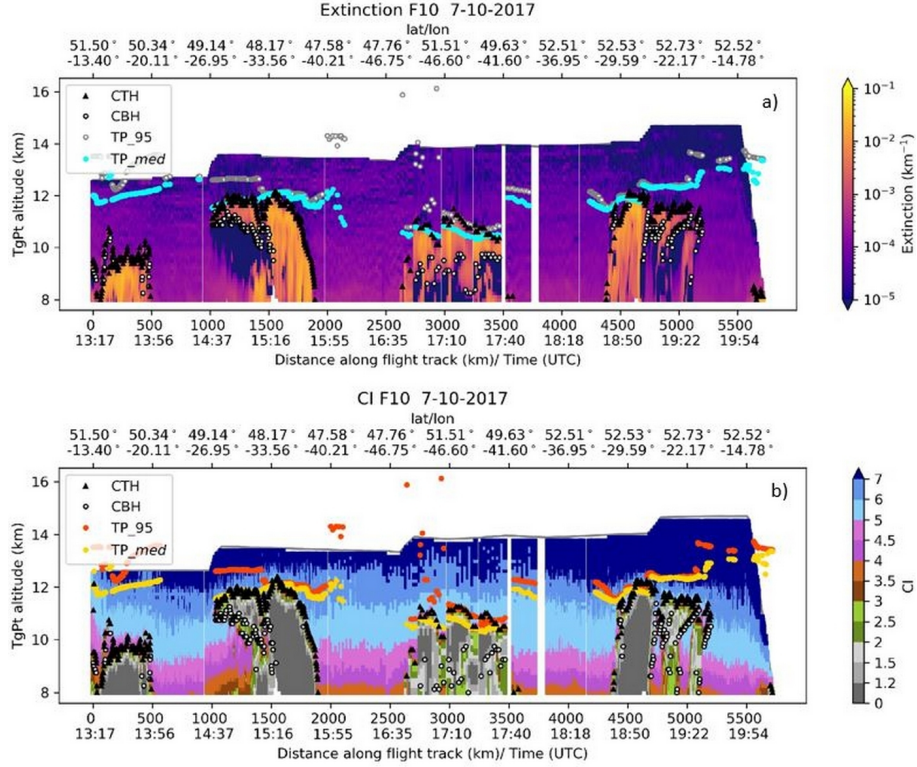 Extinction F10 7-10-2017
lat/lon
51.50° 50.34° 49.14° 48.17° 47.58° 47.76° 51.51° 49.63° 52.51° 52.53° 52.73° 52.52°
-13.40° -20.11° -26.95° -33.56° -40.21° -46.75° -46.60° -41.60° -36.95° -29.59° -22.17° -14.78°
16
14
12
10
8
TgPt altitude (km)
CTH
CBH
TP_95
TP_med
a)
10⁻¹
10⁻²
10⁻³
10⁻⁴
10⁻⁵
Extinction (km⁻¹)
0 500 1000 1500 2000 2500 3000 3500 4000 4500 5000 5500
13:17 13:56 14:37 15:16 15:55 16:35 17:10 17:40 18:18 18:50 19:22 19:54
Distance along flight track (km)/ Time (UTC)
CI F10 7-10-2017
lat/lon
51.50° 50.34° 49.14° 48.17° 47.58° 47.76° 51.51° 49.63° 52.51° 52.53° 52.73° 52.52°
-13.40° -20.11° -26.95° -33.56° -40.21° -46.75° -46.60° -41.60° -36.95° -29.59° -22.17° -14.78°
16
14
12
10
8
TgPt altitude (km)
CTH
CBH
TP_95
TP_med
b)
7
6
5
4.5
4
3.5
3
2.5
2
1.5
1.2
0
CI
0 500 1000 1500 2000 2500 3000 3500 4000 4500 5000 5500
13:17 13:56 14:37 15:16 15:55 16:35 17:10 17:40 18:18 18:50 19:22 19:54
Distance along flight track (km)/ Time (UTC)